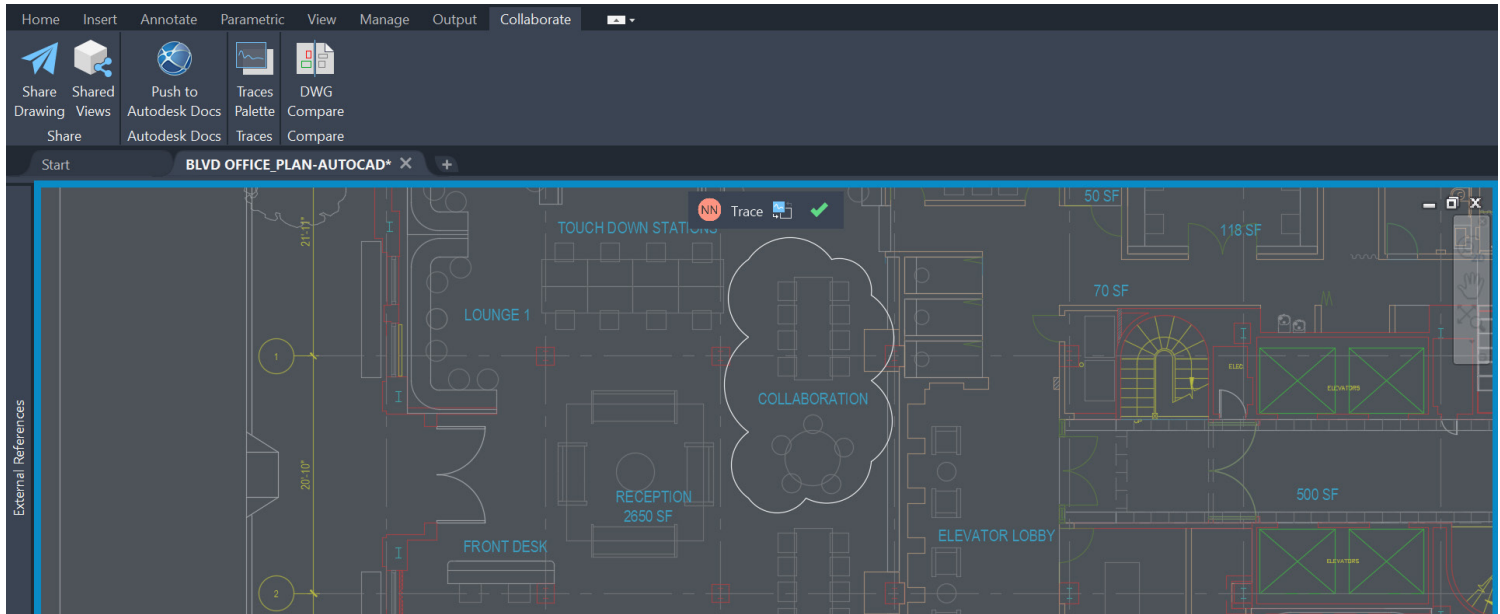 Home Insert Annotate Parametric View Manage Output Collaborate
Share Drawing
Shared Views
Push to Autodesk Docs
Traces Palette
DWG Compare
Share Autodesk Docs Traces Compare
Start BLVD OFFICE_PLAN-AUTOCAD*
NN Trace
50 SF
21'-11"
TOUCH DOWN STATIONS
118 SF
70 SF
LOUNGE 1
1
ELEC.
ELEVATORS
COLLABORATION
External References
20'-10"
RECEPTION
2650 SF
500 SF
ELEVATOR LOBBY
FRONT DESK
ELEVATORS
2